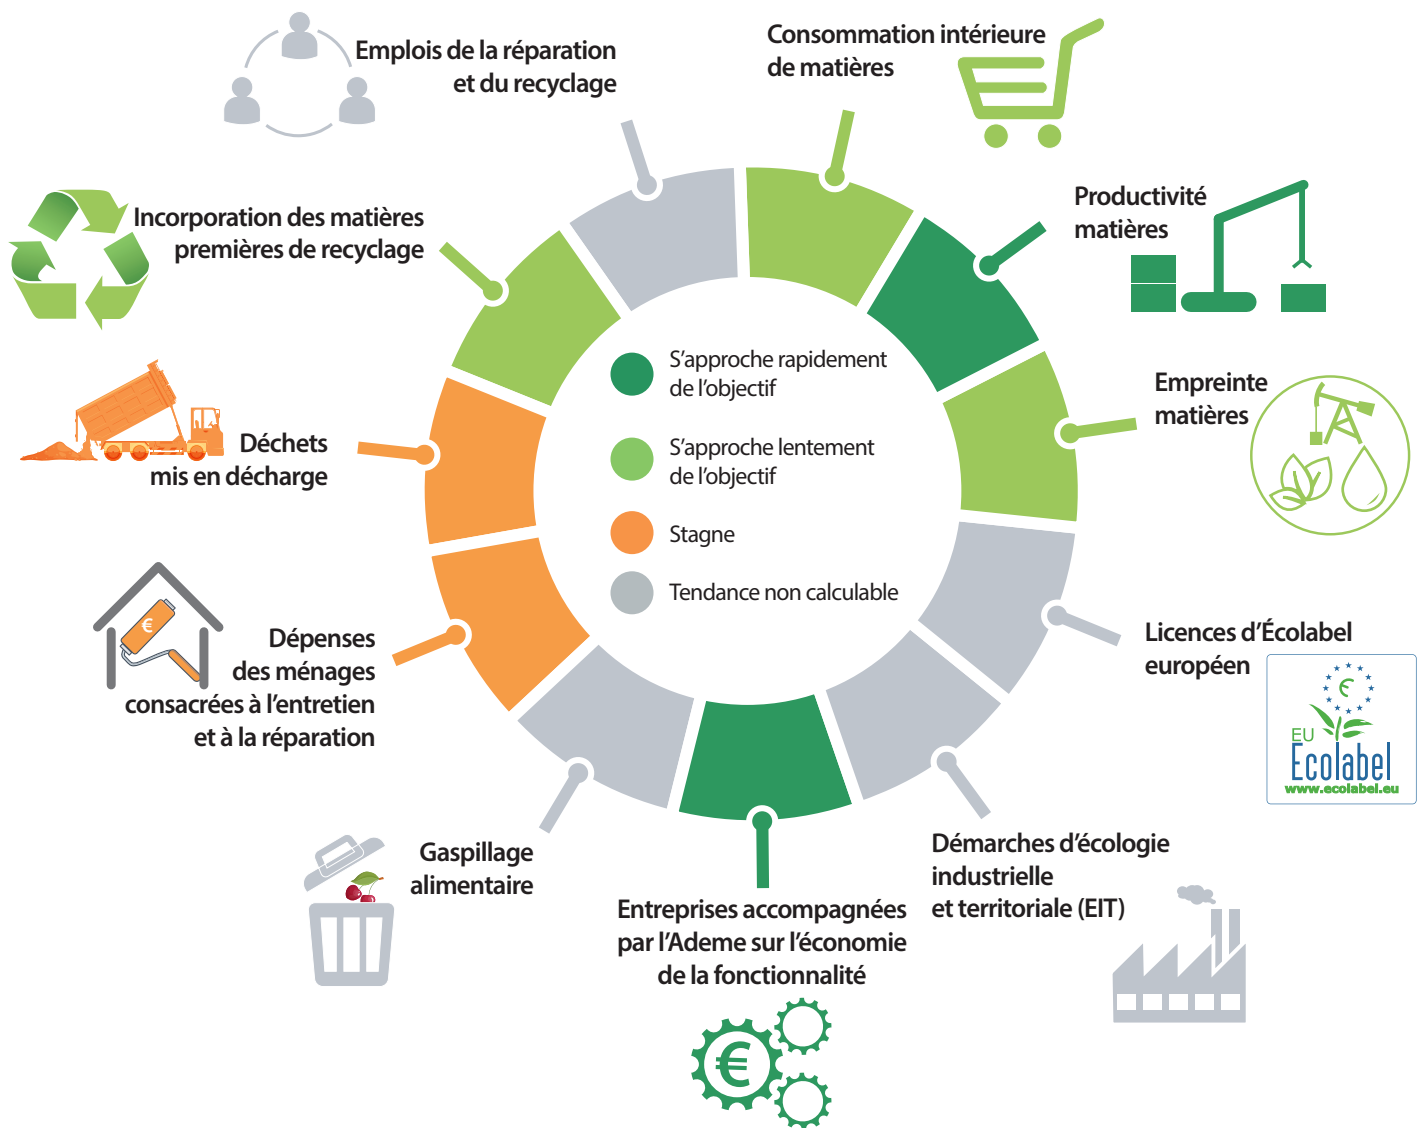 Emplois de la réparation
et du recyclage
Consommation intérieure
de matières
Productivité
matières
Incorporation des matières
premières de recyclage
S’approche rapidement
de l’objectif
S’approche lentement
de l’objectif
Stagne
Tendance non calculable
Empreinte
matières
Déchets
mis en décharge
€
Dépenses
des ménages
consacrées à l’entretien
et à la réparation
Licences d’Écolabel
européen
€
EU
Ecolabel
www.ecolabel.eu
Gaspillage
alimentaire
Entreprises accompagnées
par l’Ademe sur l’économie
de la fonctionnalité
€
Démarches d’écologie
industrielle
et territoriale (EIT)